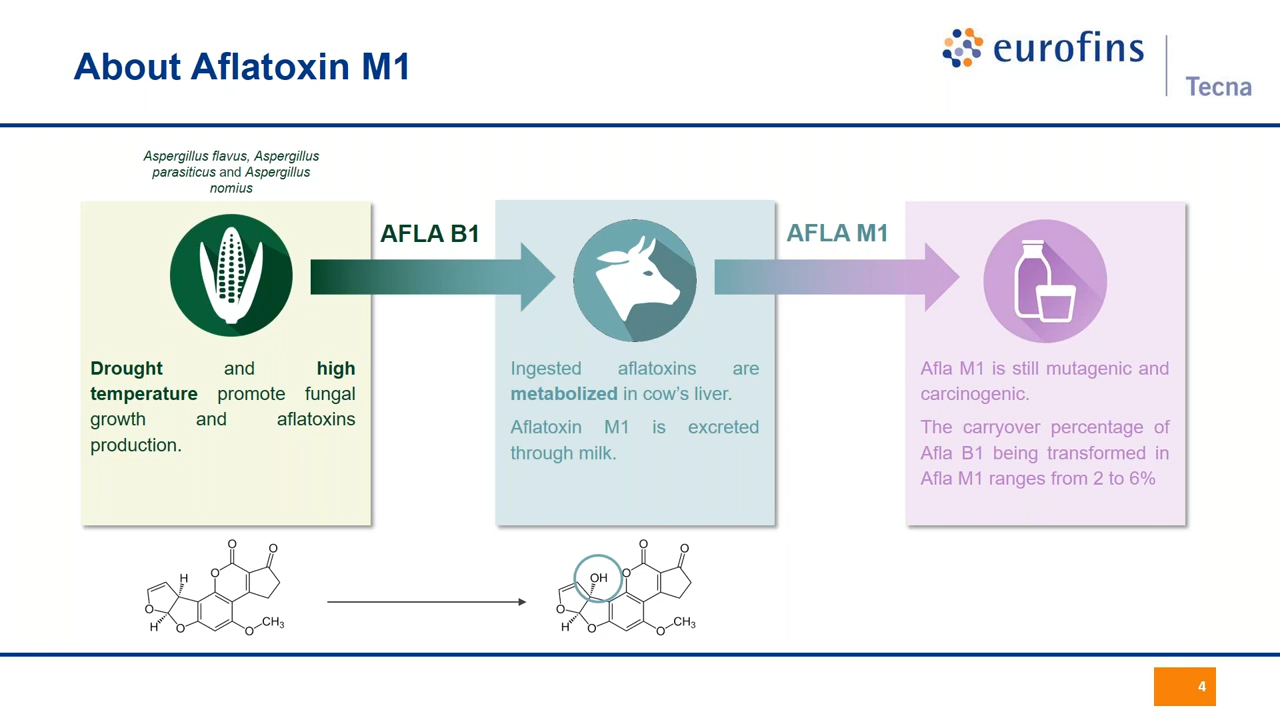 About Aflatoxin M1
eurofins
Tecna
Aspergillus flavus, Aspergillus
parasiticus and Aspergillus
nomius
AFLA B1
AFLA M1
Drought and high
temperature promote fungal
growth and aflatoxins
production.
Ingested aflatoxins are
metabolized in cow's liver.
Aflatoxin M1 is excreted
through milk.
Afla M1 is still mutagenic and
carcinogenic.
The carryover percentage of
Afla B1 being transformed in
Afla M1 ranges from 2 to 6%
O
O
H
O
O
H
O
O
CH3
O
O
OH
O
O
H
O
O
CH3
4